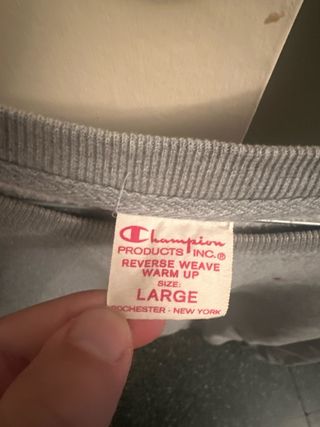 Champion
PRODUCTS INC.®
REVERSE WEAVE
WARM UP
SIZE:
LARGE
ROCHESTER · NEW YORK